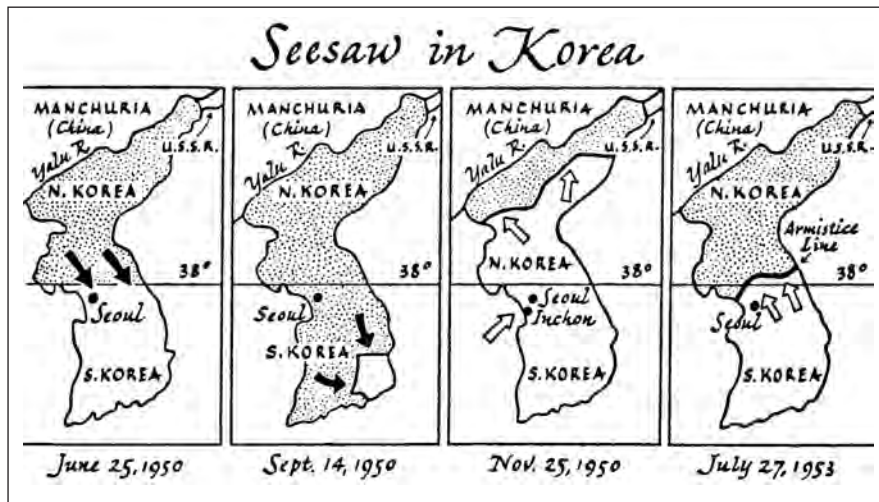 Seesaw in Korea
MANCHURIA
(China)
Yalu R.
U.S.S.R.
N. KOREA
38°
Seoul
S. KOREA
June 25, 1950
MANCHURIA
(China)
Yalu R.
U.S.S.R.
N. KOREA
38°
Seoul
S. KOREA
Sept. 14, 1950
MANCHURIA
(China)
Yalu R.
U.S.S.R.
N. KOREA
38°
Seoul
Inchon
S. KOREA
Nov. 25, 1950
MANCHURIA
(China)
Yalu R.
U.S.S.R.
N. KOREA
Armistice
Line
38°
Seoul
S. KOREA
July 27, 1953